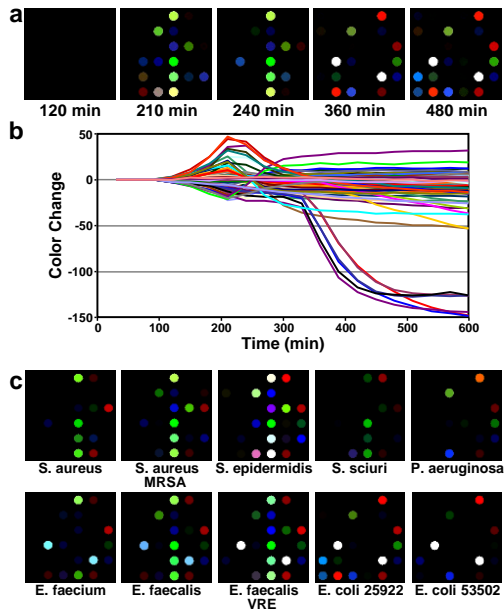 a
120 min 210 min 240 min 360 min 480 min
b
50
0
-50
-100
-150
Color Change
0 100 200 300 400 500 600
Time (min)
c
S. aureus S. aureus S. epidermidis S. sciuri P. aeruginosa
MRSA
E. faecium E. faecalis E. faecalis E. coli 25922 E. coli 53502
VRE